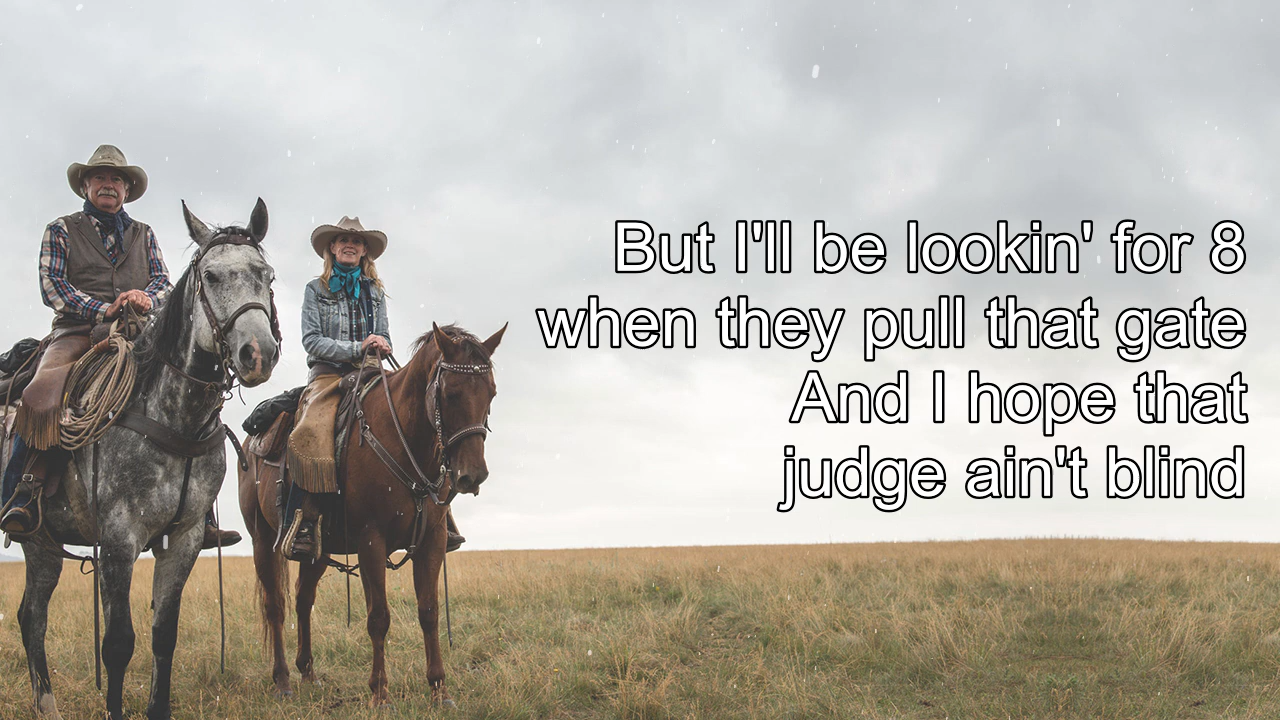 But I'll be lookin' for 8
when they pull that gate
And I hope that
judge ain't blind